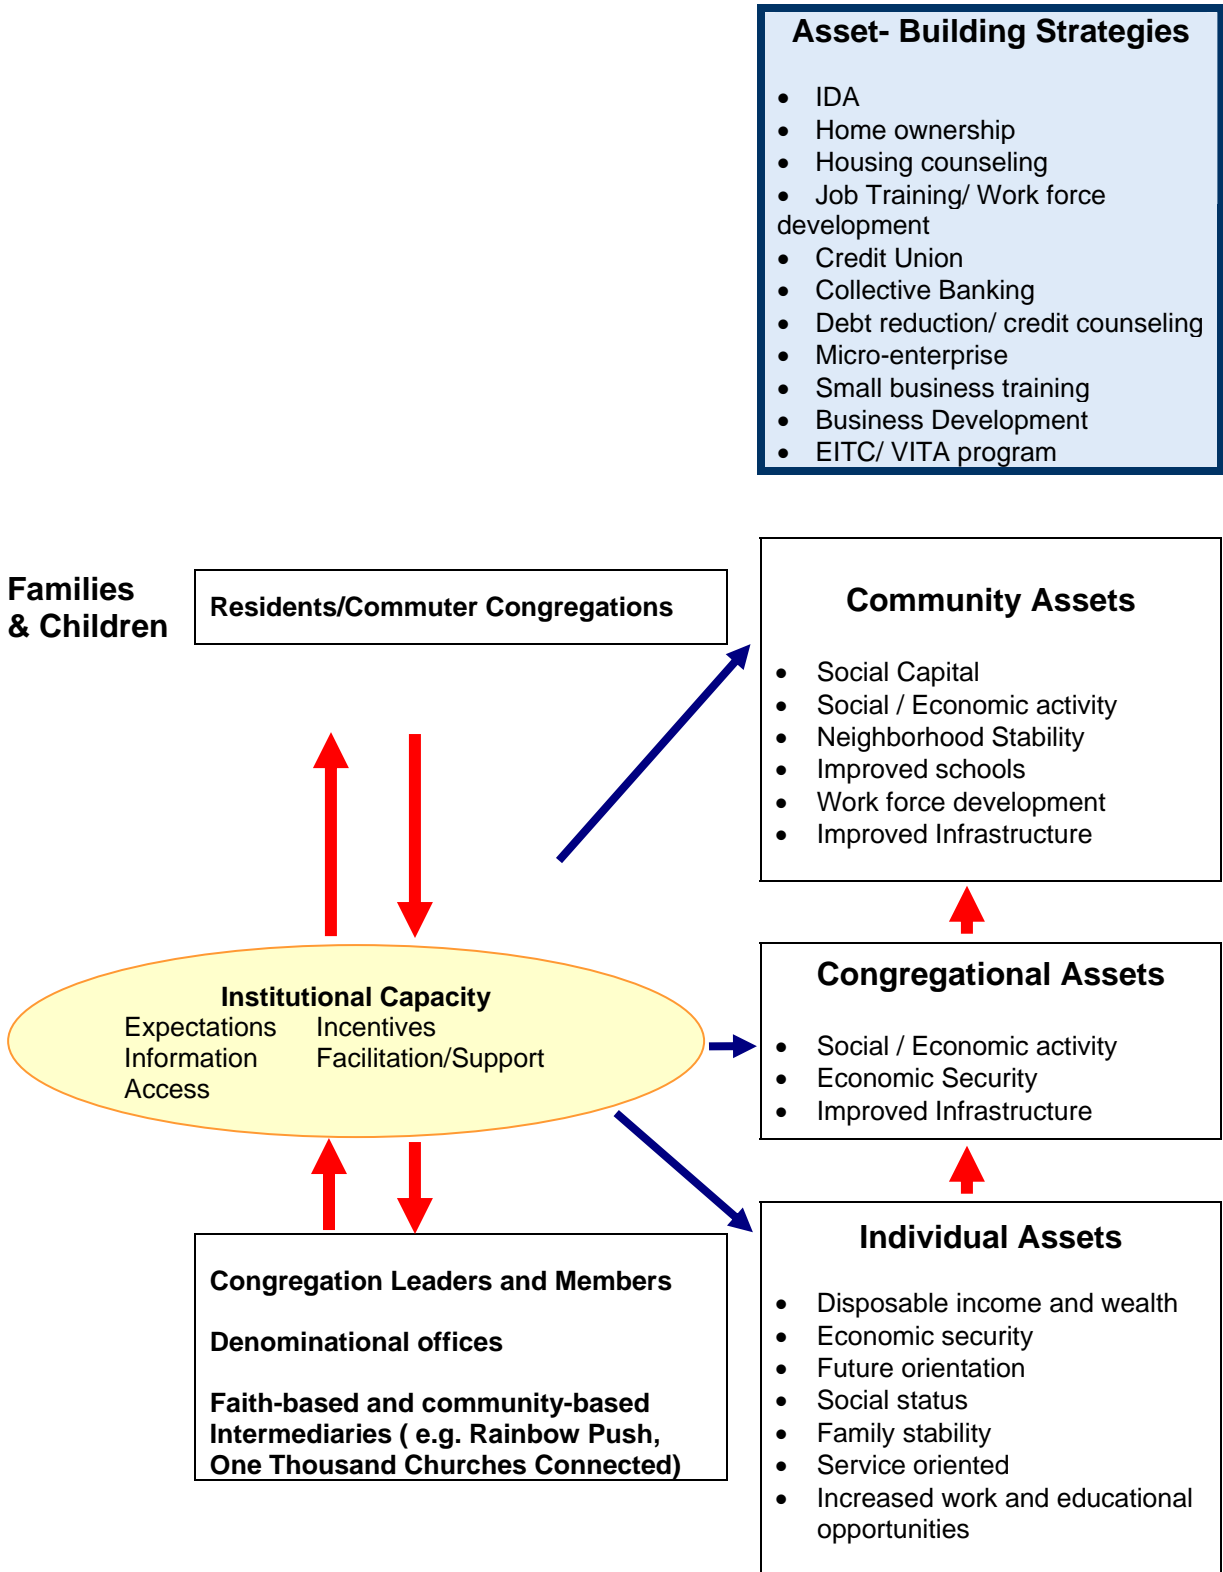 Asset- Building Strategies
• IDA
• Home ownership
• Housing counseling
• Job Training/ Work force
development
• Credit Union
• Collective Banking
• Debt reduction/ credit counseling
• Micro-enterprise
• Small business training
• Business Development
• EITC/ VITA program
Families
& Children
Residents/Commuter Congregations
Community Assets
• Social Capital
• Social / Economic activity
• Neighborhood Stability
• Improved schools
• Work force development
• Improved Infrastructure
Institutional Capacity
Expectations Incentives
Information Facilitation/Support
Access
Congregational Assets
• Social / Economic activity
• Economic Security
• Improved Infrastructure
Congregation Leaders and Members
Denominational offices
Faith-based and community-based
Intermediaries ( e.g. Rainbow Push,
One Thousand Churches Connected)
Individual Assets
• Disposable income and wealth
• Economic security
• Future orientation
• Social status
• Family stability
• Service oriented
• Increased work and educational
opportunities